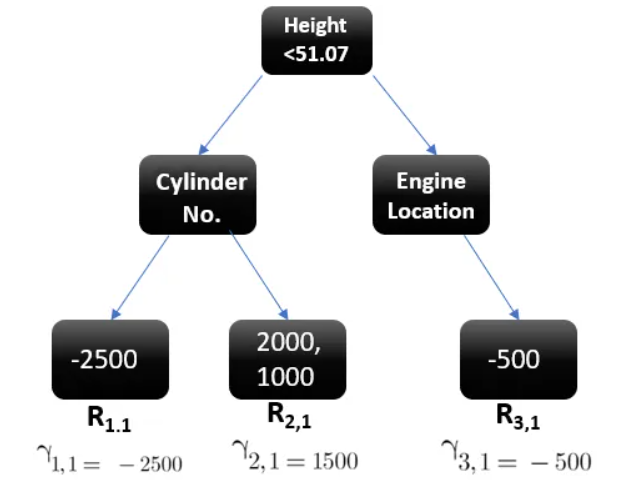 Height
<51.07
Cylinder
No.
Engine
Location
-2500
2000,
1000
-500
R1.1
R2,1
R3,1
γ1,1 = −2500
γ2,1 = 1500
γ3,1 = −500